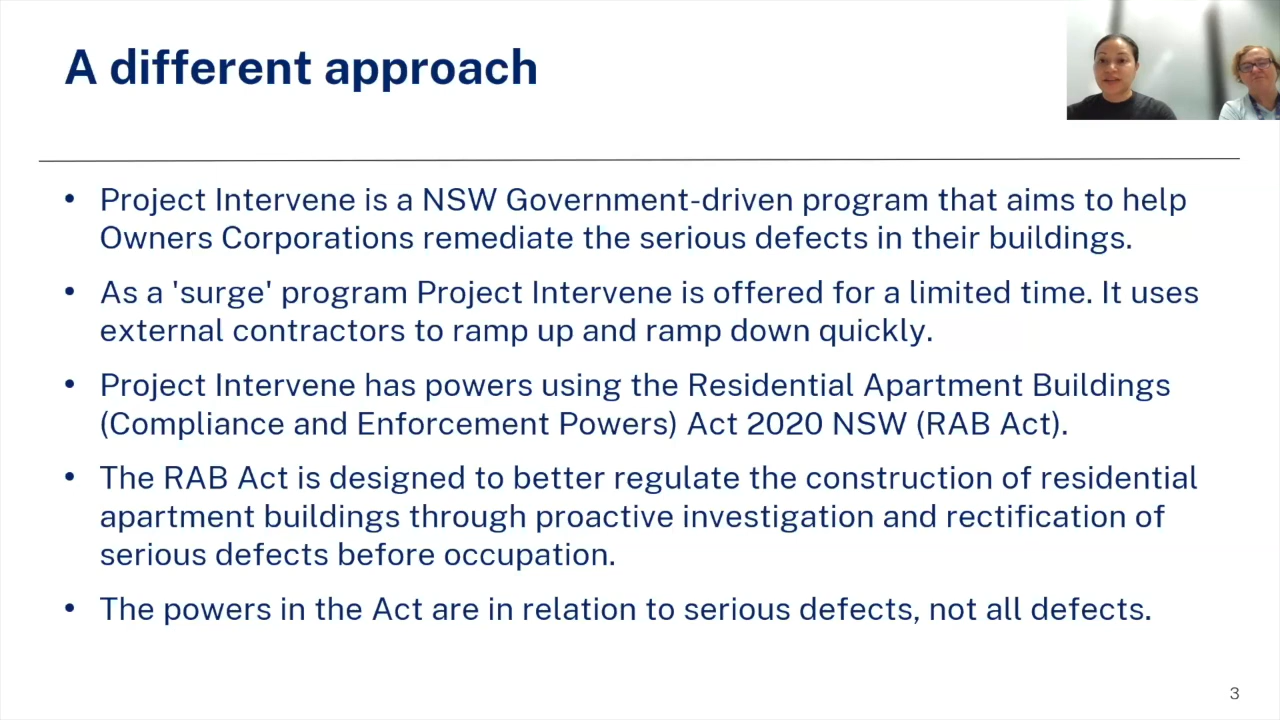 A different approach
• Project Intervene is a NSW Government-driven program that aims to help
Owners Corporations remediate the serious defects in their buildings.
• As a 'surge' program Project Intervene is offered for a limited time. It uses
external contractors to ramp up and ramp down quickly.
• Project Intervene has powers using the Residential Apartment Buildings
(Compliance and Enforcement Powers) Act 2020 NSW (RAB Act).
• The RAB Act is designed to better regulate the construction of residential
apartment buildings through proactive investigation and rectification of
serious defects before occupation.
• The powers in the Act are in relation to serious defects, not all defects.
3